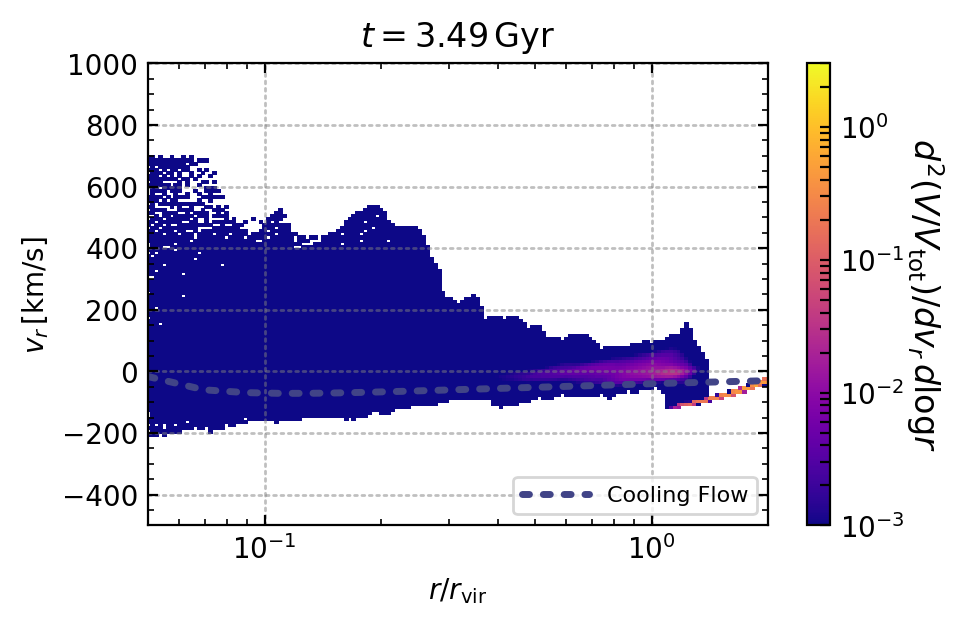 t = 3.49 Gyr
1000
800
600
400
200
0
−200
−400
v_r [km/s]
10^{-1}
10^0
r/r_vir
Cooling Flow
10^0
10^{-1}
10^{-2}
10^{-3}
d^2(V/V_tot)/dv_r dlogr